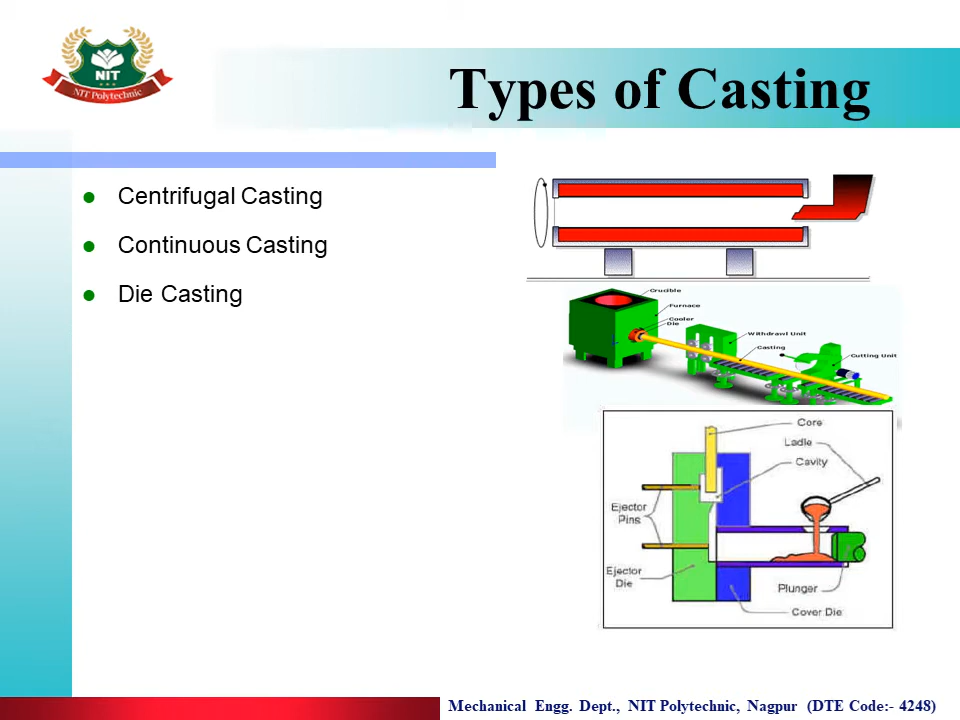 NIT
NIT Polytechnic
Types of Casting
Centrifugal Casting
Continuous Casting
Die Casting
Crucible
Furnace
Cooler
Die
Withdrawl Unit
Casting
Cutting Unit
Core
Ladle
Cavity
Ejector
Pins
Ejector
Die
Plunger
Cover Die
Mechanical Engg. Dept., NIT Polytechnic, Nagpur (DTE Code:- 4248)